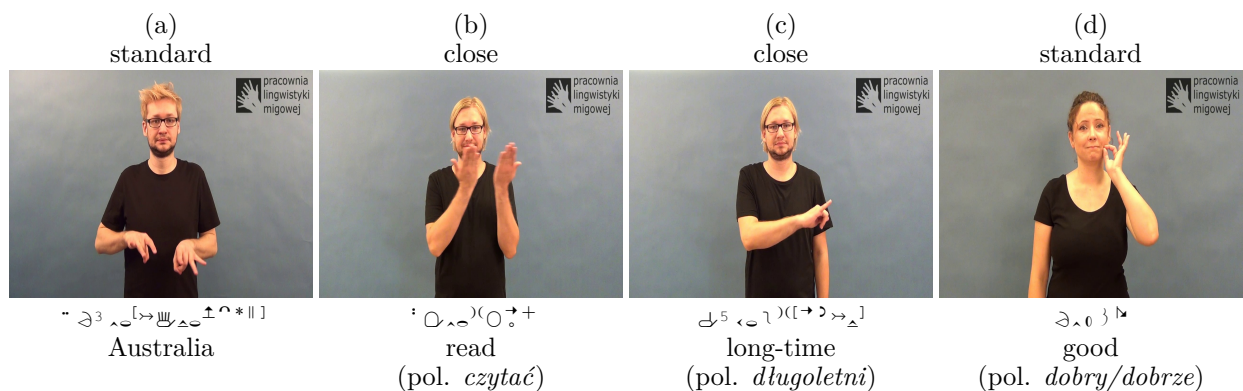 (a) (b) (c) (d)
standard close close standard
pracownia lingwistyki migowej pracownia lingwistyki migowej pracownia lingwistyki migowej pracownia lingwistyki migowej
Australia read long-time good
(pol. czytać) (pol. długoletni) (pol. dobry/dobrze)